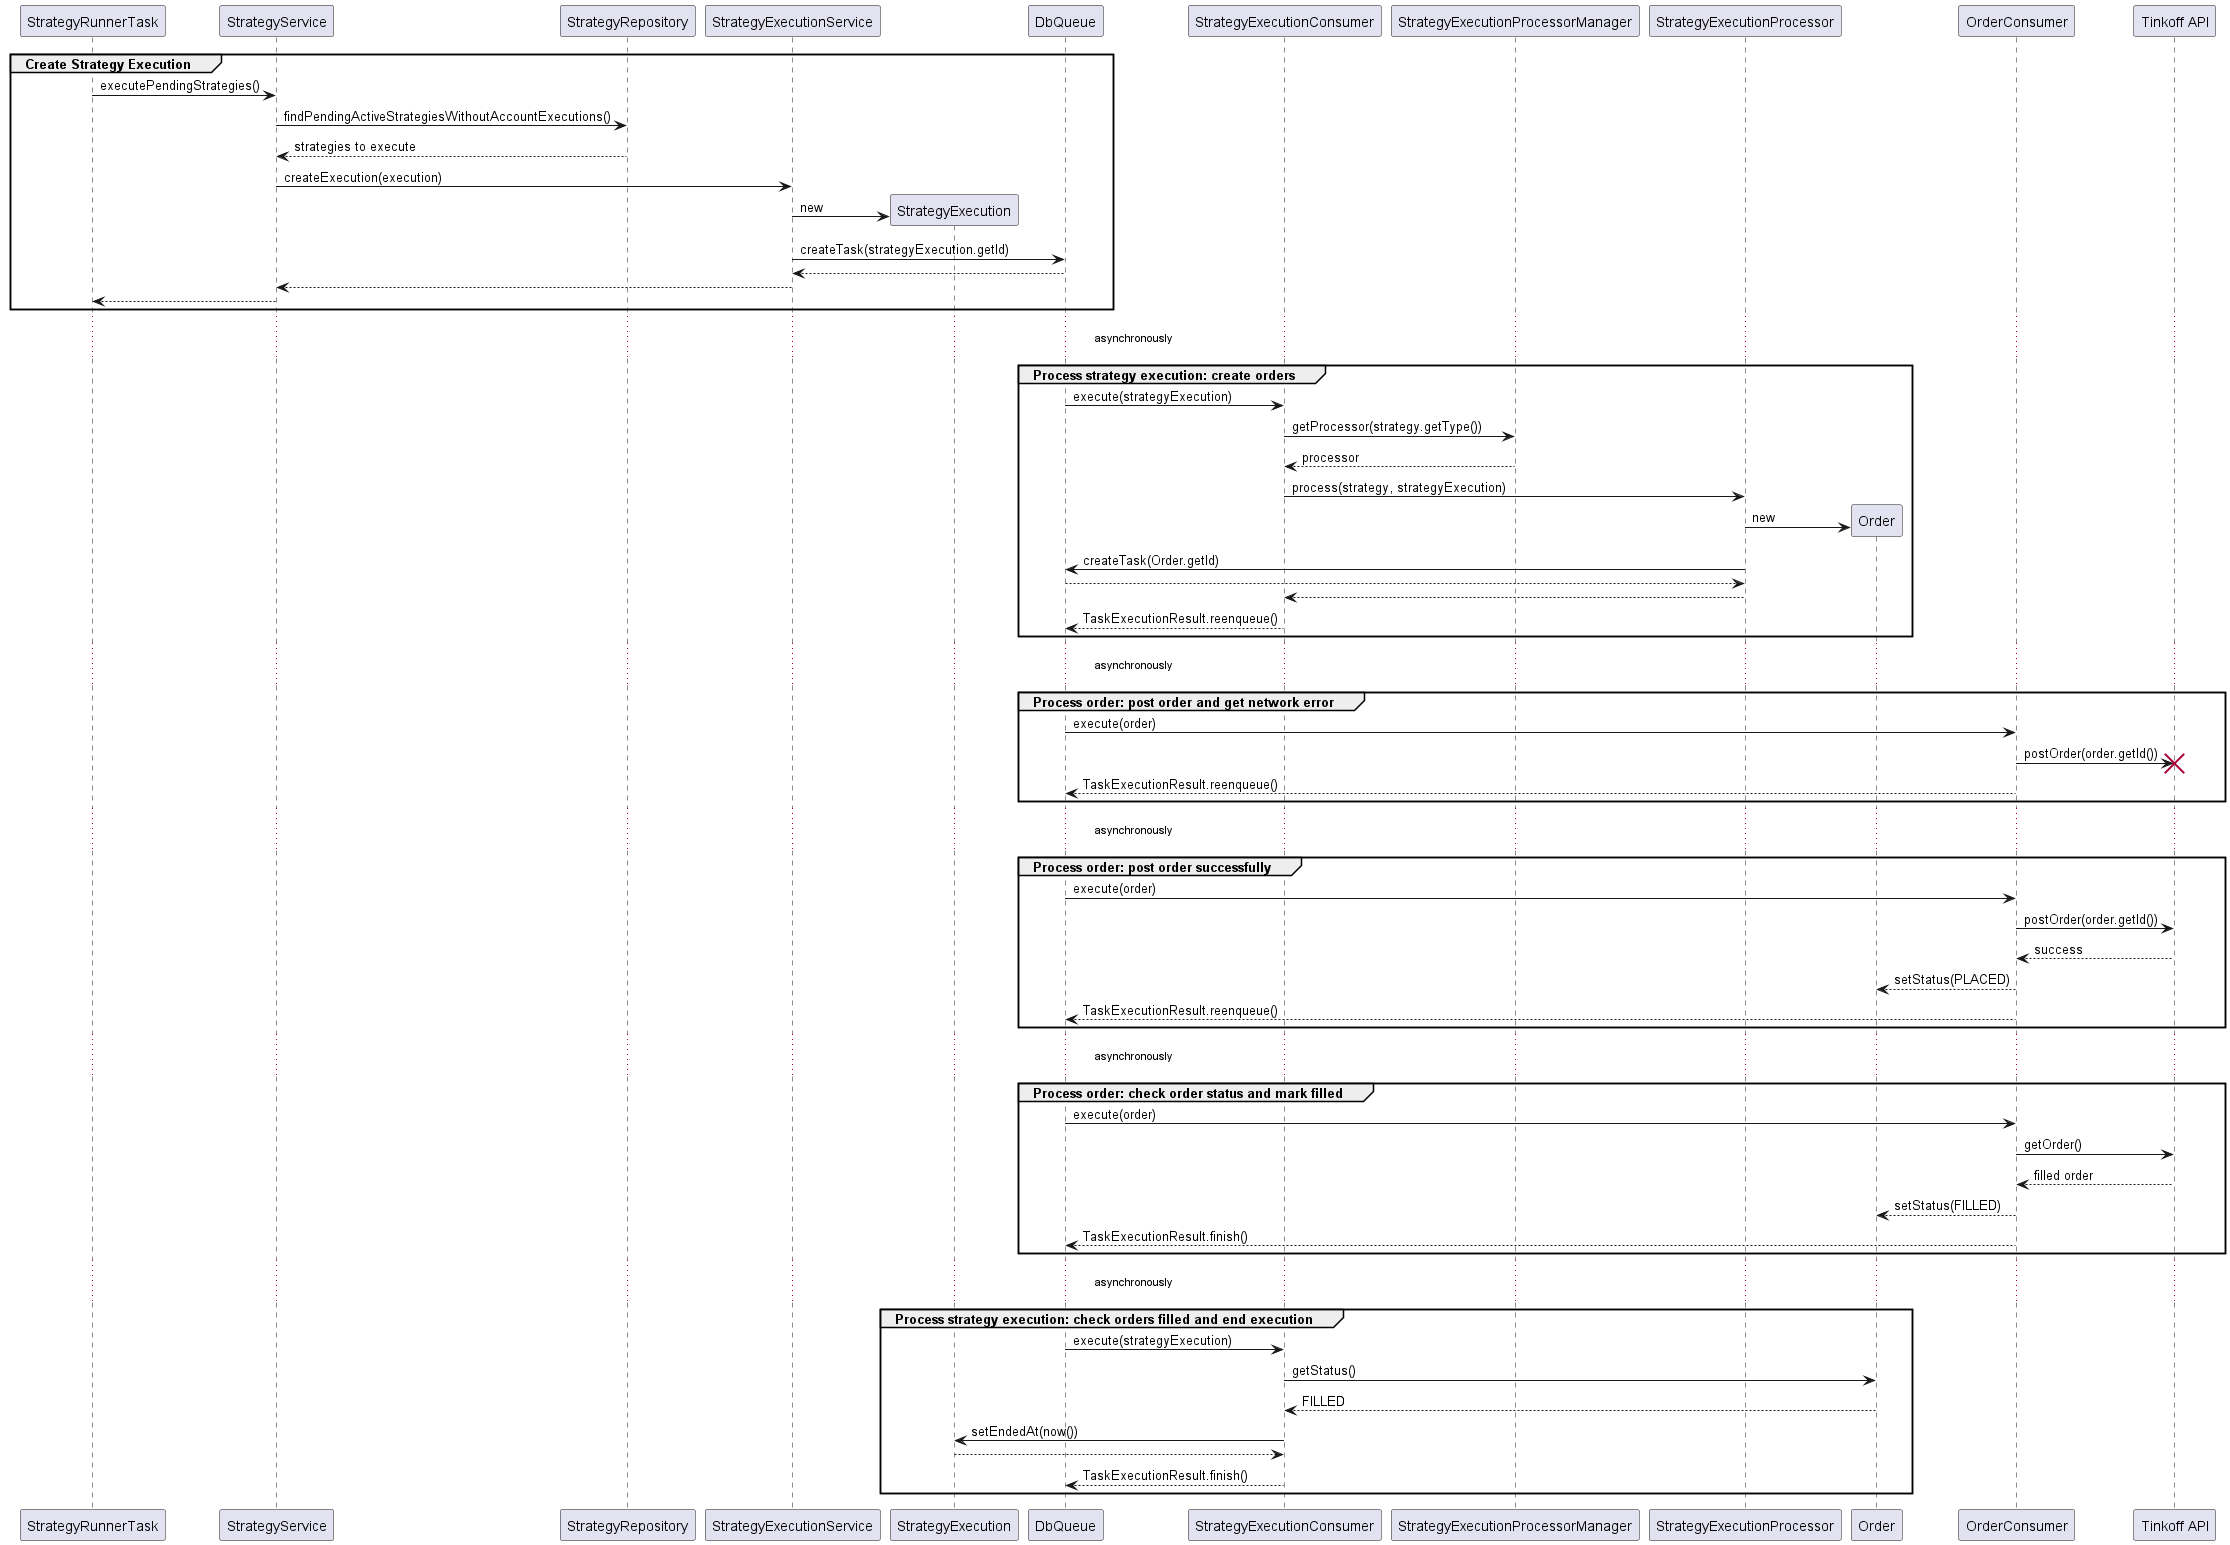 StrategyRunnerTask
StrategyService
StrategyRepository
StrategyExecutionService
DbQueue
StrategyExecutionConsumer
StrategyExecutionProcessorManager
StrategyExecutionProcessor
OrderConsumer
Tinkoff API
Create Strategy Execution
executePendingStrategies()
findPendingActiveStrategiesWithoutAccountExecutions()
strategies to execute
createExecution(execution)
new
StrategyExecution
createTask(strategyExecution.getId)
asynchronously
Process strategy execution: create orders
execute(strategyExecution)
getProcessor(strategy.getType())
processor
process(strategy, strategyExecution)
new
Order
createTask(Order.getId)
TaskExecutionResult.reenqueue()
asynchronously
Process order: post order and get network error
execute(order)
postOrder(order.getId())
TaskExecutionResult.reenqueue()
asynchronously
Process order: post order successfully
execute(order)
postOrder(order.getId())
success
setStatus(PLACED)
TaskExecutionResult.reenqueue()
asynchronously
Process order: check order status and mark filled
execute(order)
getOrder()
filled order
setStatus(FILLED)
TaskExecutionResult.finish()
asynchronously
Process strategy execution: check orders filled and end execution
execute(strategyExecution)
getStatus()
FILLED
setEndedAt(now())
TaskExecutionResult.finish()
StrategyRunnerTask
StrategyService
StrategyRepository
StrategyExecutionService
StrategyExecution
DbQueue
StrategyExecutionConsumer
StrategyExecutionProcessorManager
StrategyExecutionProcessor
Order
OrderConsumer
Tinkoff API